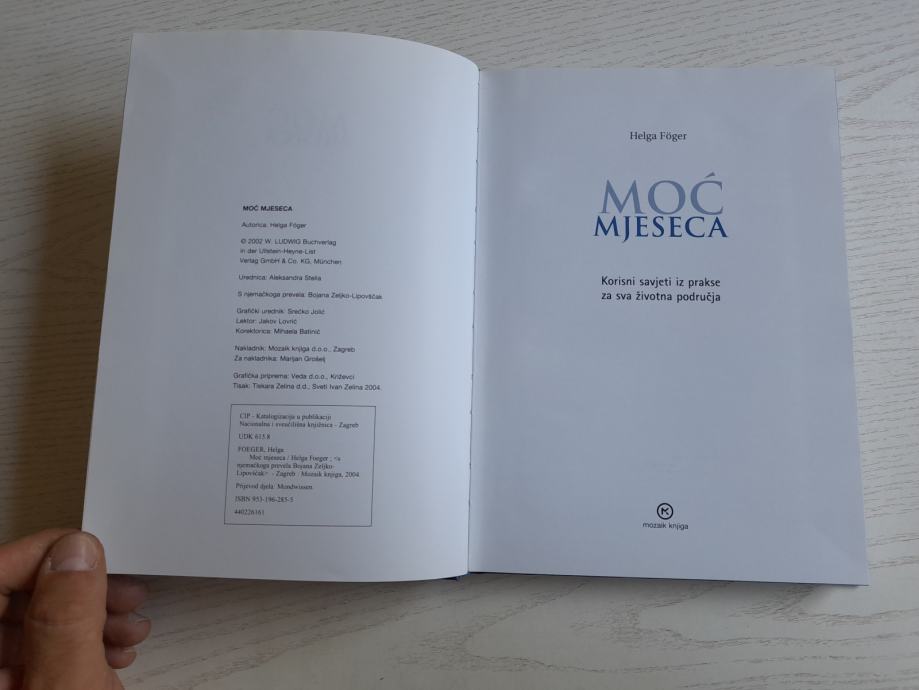 MOĆ MJESECA
Autorica: Helga Föger
© 2002 W. LUDWIG Buchverlag
in der Ullstein-Heyne-List
Verlag GmbH & Co. KG, München
Urednica: Aleksandra Stella
S njemačkoga prevela: Bojana Zeljko-Lipovšćak
Grafički urednik: Srećko Jolić
Lektor: Jakov Lovrić
Korektorica: Mihaela Batinić
Nakladnik: Mozaik knjiga d.o.o., Zagreb
Za nakladnika: Marijan Grošelj
Grafička priprema: Veda d.o.o., Križevci
Tisak: Tiskara Zelina d.d., Sveti Ivan Zelina 2004.
CIP - Katalogizacija u publikaciji
Nacionalna i sveučilišna knjižnica - Zagreb
UDK 615.8
FOEGER, Helga
Moć mjeseca / Helga Foeger ; <s
njemačkoga prevela Bojana Zeljko-
Lipovšćak> . - Zagreb : Mozaik knjiga, 2004.
Prijevod djela: Mondwissen.
ISBN 953-196-285-5
440226161
Helga Föger
MOĆ
MJESECA
Korisni savjeti iz prakse
za sva životna područja
mozaik knjiga